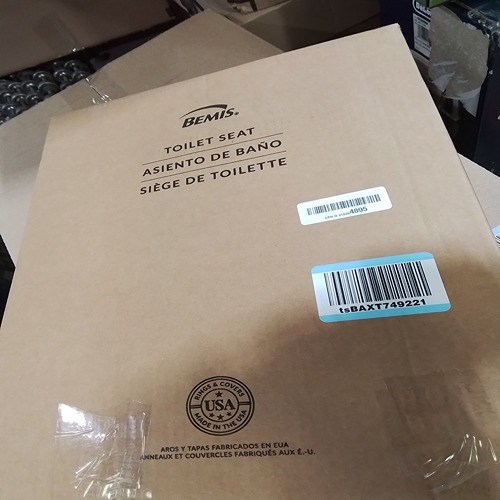 BEMIS®
TOILET SEAT
ASIENTO DE BAÑO
SIÈGE DE TOILETTE
4895
tsBAXT749221
RINGS & COVERS
USA
MADE IN THE USA
AROS Y TAPAS FABRICADOS EN EUA
ANNEAUX ET COUVERCLES FABRIQUÉS AUX É.-U.